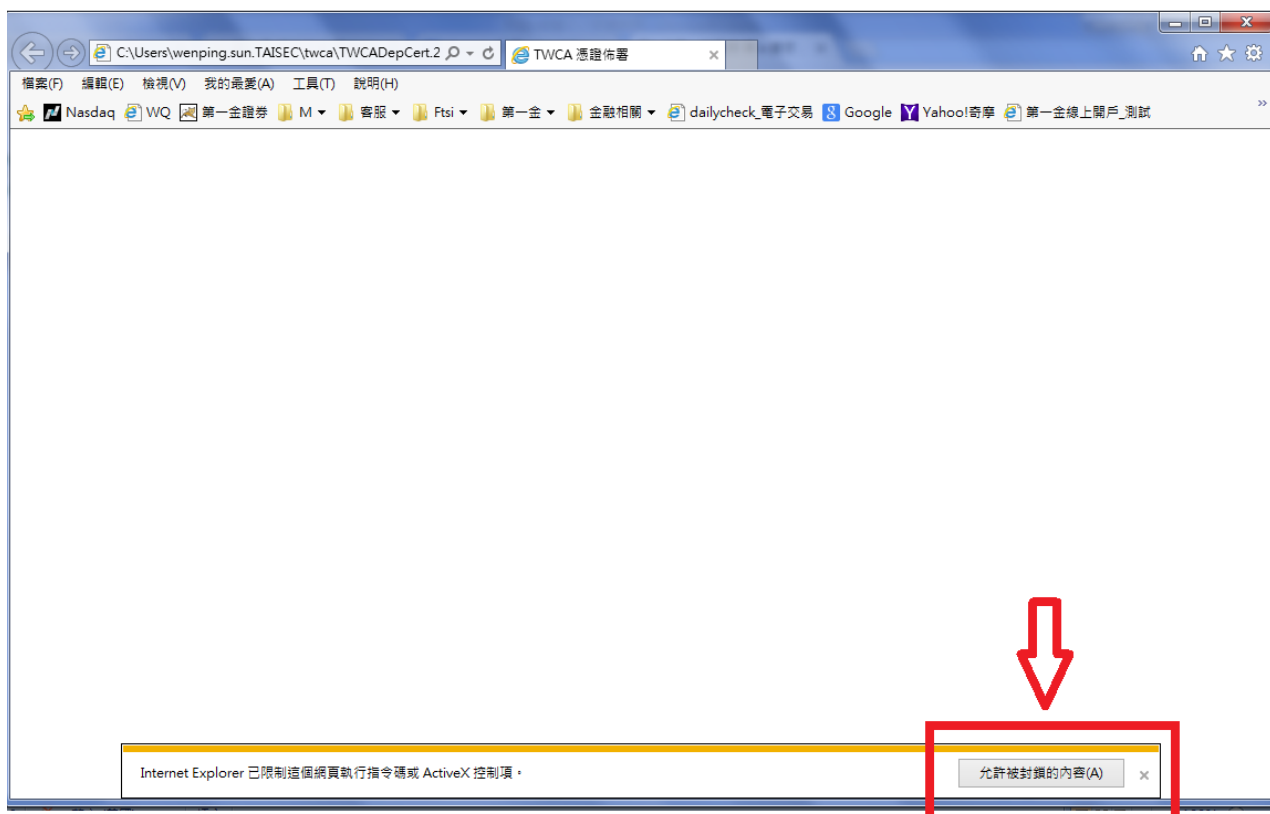 C:\Users\wenping.sun.TAISEC\twca\TWCADepCert.2
TWCA 憑證佈署
檔案(F) 編輯(E) 檢視(V) 我的最愛(A) 工具(T) 說明(H)
Nasdaq WQ 第一金證券 M 客服 Ftsi 第一金 金融相關 dailycheck_電子交易 Google Yahoo!奇摩 第一金線上開戶_測試
Internet Explorer 已限制這個網頁執行指令碼或 ActiveX 控制項。
允許被封鎖的內容(A)